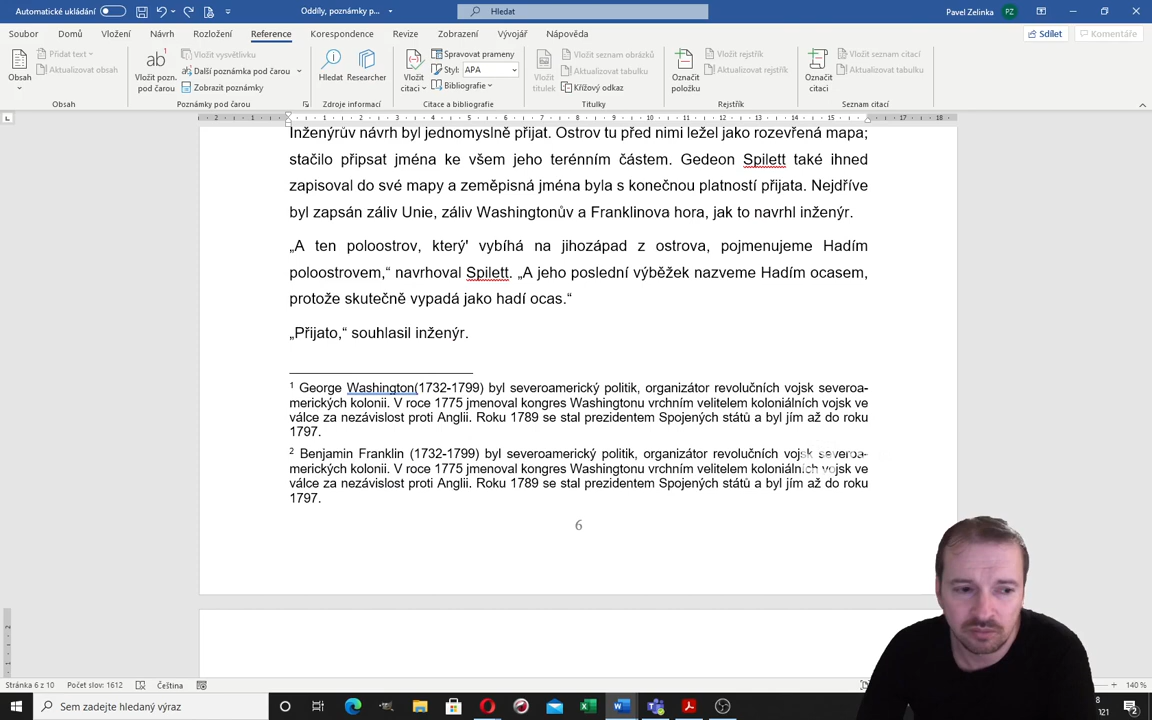 Automatické ukládání
Oddíly, poznámky p...
Hledat
Pavel Zelinka
PZ
Soubor
Domů
Vložení
Návrh
Rozložení
Reference
Korespondence
Revize
Zobrazení
Vývojář
Nápověda
Sdílet
Komentáře
Obsah
Přidat text
Aktualizovat obsah
Obsah
ab
Vložit pozn. pod čarou
Vložit vysvětlivku
Další poznámka pod čarou
Zobrazit poznámky
Poznámky pod čarou
Hledat
Researcher
Zdroje informací
Vložit citaci
Spravovat prameny
Styl: APA
Bibliografie
Citace a bibliografie
Vložit titulek
Vložit seznam obrázků
Aktualizovat tabulku
Křížový odkaz
Titulky
Označit položku
Vložit rejstřík
Aktualizovat rejstřík
Rejstřík
Označit citaci
Vložit seznam citací
Aktualizovat tabulku
Seznam citací
Inženýrův návrh byl jednomyslně přijat. Ostrov tu před nimi ležel jako rozevřená mapa;
stačilo připsat jména ke všem jeho terénním částem. Gedeon Spilett také ihned
zapisoval do své mapy a zeměpisná jména byla s konečnou platností přijata. Nejdříve
byl zapsán záliv Unie, záliv Washingtonův a Franklinova hora, jak to navrhl inženýr.
„A ten poloostrov, který' vybíhá na jihozápad z ostrova, pojmenujeme Hadím
poloostrovem,“ navrhoval Spilett. „A jeho poslední výběžek nazveme Hadím ocasem,
protože skutečně vypadá jako hadí ocas.“
„Přijato,“ souhlasil inženýr.
1 George Washington(1732-1799) byl severoamerický politik, organizátor revolučních vojsk severoa-
merických kolonii. V roce 1775 jmenoval kongres Washingtonu vrchním velitelem koloniálních vojsk ve
válce za nezávislost proti Anglii. Roku 1789 se stal prezidentem Spojených států a byl jím až do roku
1797.
2 Benjamin Franklin (1732-1799) byl severoamerický politik, organizátor revolučních vojsk severoa-
merických kolonii. V roce 1775 jmenoval kongres Washingtonu vrchním velitelem koloniálních vojsk ve
válce za nezávislost proti Anglii. Roku 1789 se stal prezidentem Spojených států a byl jím až do roku
1797.
6
Stránka 6 z 10
Počet slov: 1612
Čeština
140 %
Sem zadejte hledaný výraz